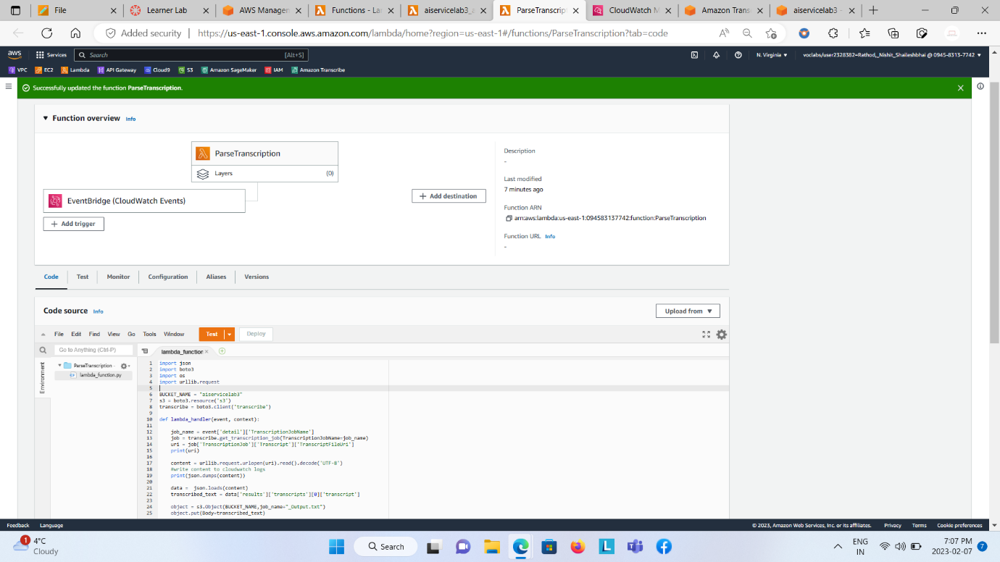 File
Learner Lab
AWS Manager
Functions - La
aiservicelab3_a
ParseTranscrip
CloudWatch M
Amazon Trans
aiservicelab3 -
Added security
https://us-east-1.console.aws.amazon.com/lambda/home?region=us-east-1#/functions/ParseTranscription?tab=code
aws
Services
Search
[Alt+S]
N. Virginia
voclabs/user2328382=Rathod,_Nishit_Shaileshbhai @ 0945-8313-7742
VPC
EC2
Lambda
API Gateway
Cloud9
S3
Amazon SageMaker
IAM
Amazon Transcribe
Successfully updated the function ParseTranscription.
Function overview
Info
ParseTranscription
Layers
(0)
EventBridge (CloudWatch Events)
+ Add trigger
+ Add destination
Description
-
Last modified
7 minutes ago
Function ARN
arn:aws:lambda:us-east-1:094583137742:function:ParseTranscription
Function URL Info
-
Code
Test
Monitor
Configuration
Aliases
Versions
Code source
Info
Upload from
File
Edit
Find
View
Go
Tools
Window
Test
Deploy
Go to Anything (Ctrl-P)
lambda_function
Environment
ParseTranscription -
lambda_function.py
1 import json
2 import boto3
3 import os
4 import urllib.request
5
6 BUCKET_NAME = "aiservicelab3"
7 s3 = boto3.resource('s3')
8 transcribe = boto3.client('transcribe')
9
10 def lambda_handler(event, context):
11
12 job_name = event['detail']['TranscriptionJobName']
13 job = transcribe.get_transcription_job(TranscriptionJobName=job_name)
14 uri = job['TranscriptionJob']['Transcript']['TranscriptFileUri']
15 print(uri)
16
17 content = urllib.request.urlopen(uri).read().decode('UTF-8')
18 #write content to cloudwatch logs
19 print(json.dumps(content))
20
21 data = json.loads(content)
22 transcribed_text = data['results']['transcripts'][0]['transcript']
23
24 object = s3.Object(BUCKET_NAME,job_name+"_Output.txt")
25 object.put(Body=transcribed_text)
Feedback
Language
© 2023, Amazon Web Services, Inc. or its affiliates.
Privacy
Terms
Cookie preferences
1
4°C
Cloudy
Search
ENG
IN
7:07 PM
2023-02-07
7